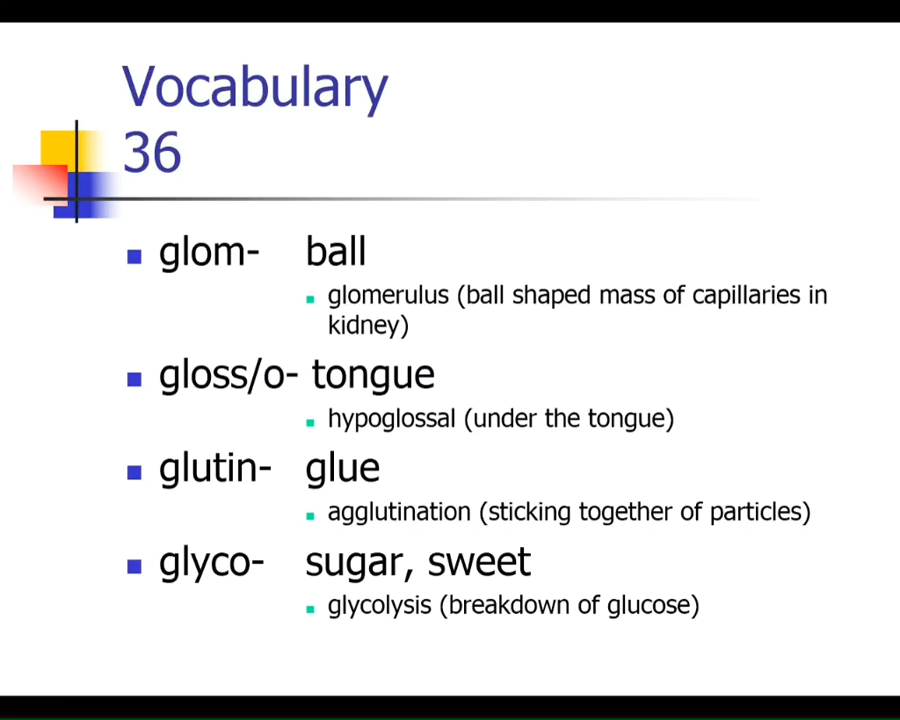 Vocabulary
36
glom- ball
glomerulus (ball shaped mass of capillaries in
kidney)
gloss/o- tongue
hypoglossal (under the tongue)
glutin- glue
agglutination (sticking together of particles)
glyco- sugar, sweet
glycolysis (breakdown of glucose)